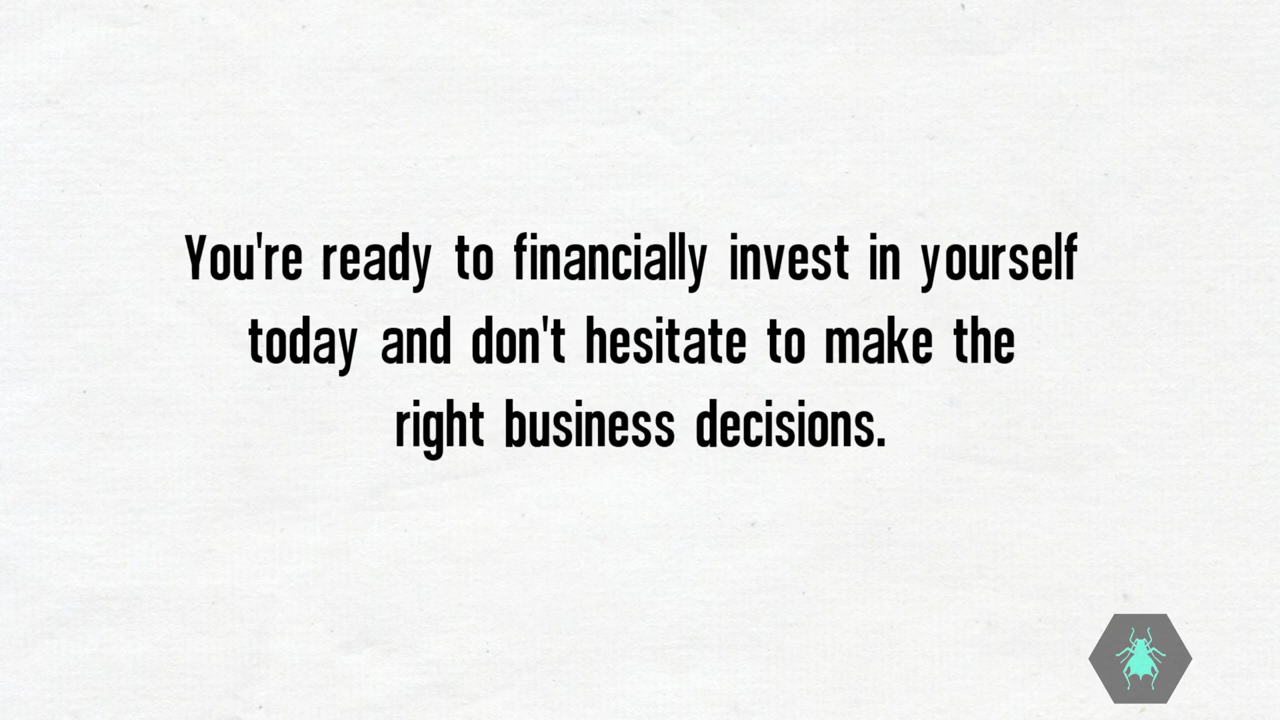 You're ready to financially invest in yourself
today and don't hesitate to make the
right business decisions.